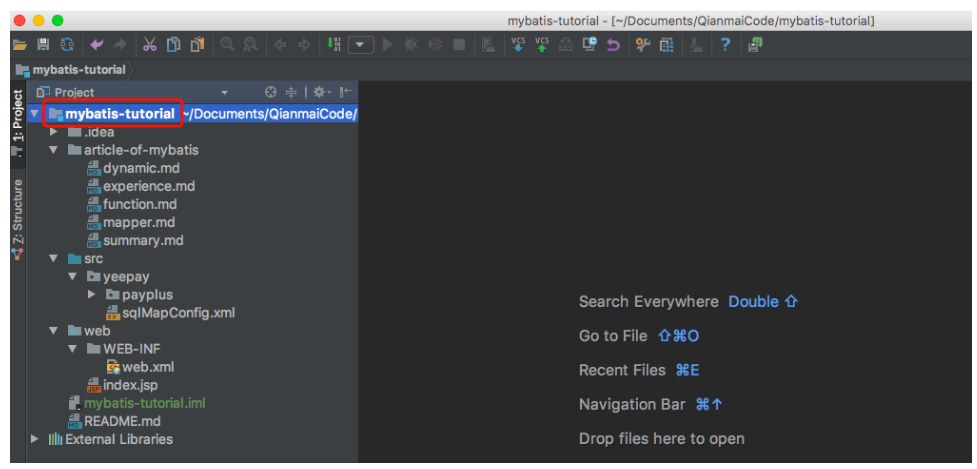 mybatis-tutorial - [~/Documents/QianmaiCode/mybatis-tutorial]
VCS VCS ?
mybatis-tutorial
Project
mybatis-tutorial ~/Documents/QianmaiCode/
.idea
article-of-mybatis
dynamic.md
experience.md
function.md
mapper.md
summary.md
src
yeepay
payplus
sqlMapConfig.xml
web
WEB-INF
web.xml
index.jsp
mybatis-tutorial.iml
README.md
External Libraries
1: Project
Z: Structure
Search Everywhere Double ⇧
Go to File ⇧⌘O
Recent Files ⌘E
Navigation Bar ⌘↑
Drop files here to open